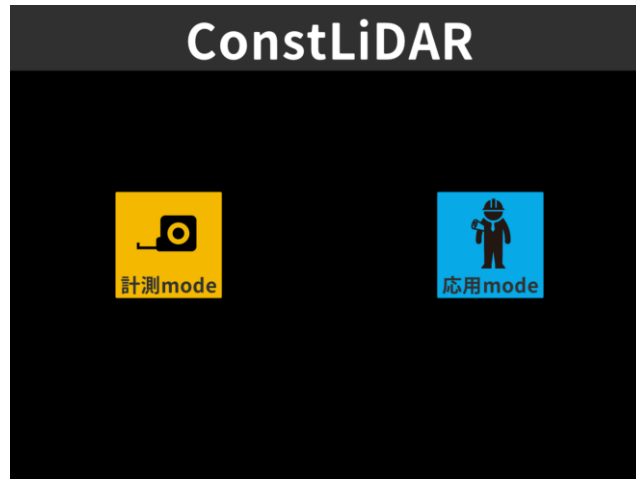 ConstLiDAR
計測mode
応用mode